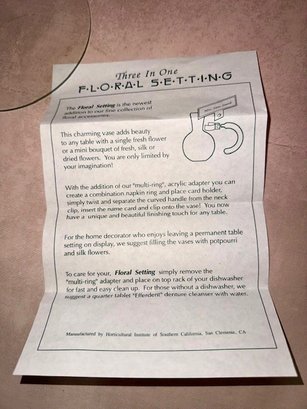 Three In One
F·L·O·R·A·L S·E·T·T·I·N·G
The Floral Setting is the newest
addition to our fine collection of
floral accessories.
This charming vase adds beauty
to any table with a single fresh flower
or a mini bouquet of fresh, silk or
dried flowers. You are only limited by
your imagination!
With the addition of our "multi-ring", acrylic adapter you can
create a combination napkin ring and place card holder,
simply twist and separate the curved handle from the neck
clip, insert the name card and clip onto the vase! You now
have a unique and beautiful finishing touch for any table.
For the home decorator who enjoys leaving a permanent table
setting on display, we suggest filling the vases with potpourri
and silk flowers.
To care for your, Floral Setting simply remove the
"multi-ring" adapter and place on top rack of your dishwasher
for fast and easy clean up. For those without a dishwasher, we
suggest a quarter tablet "Efferdent" denture cleanser with water.
Manufactured by Horticultural Institute of Southern California, San Clemente, CA